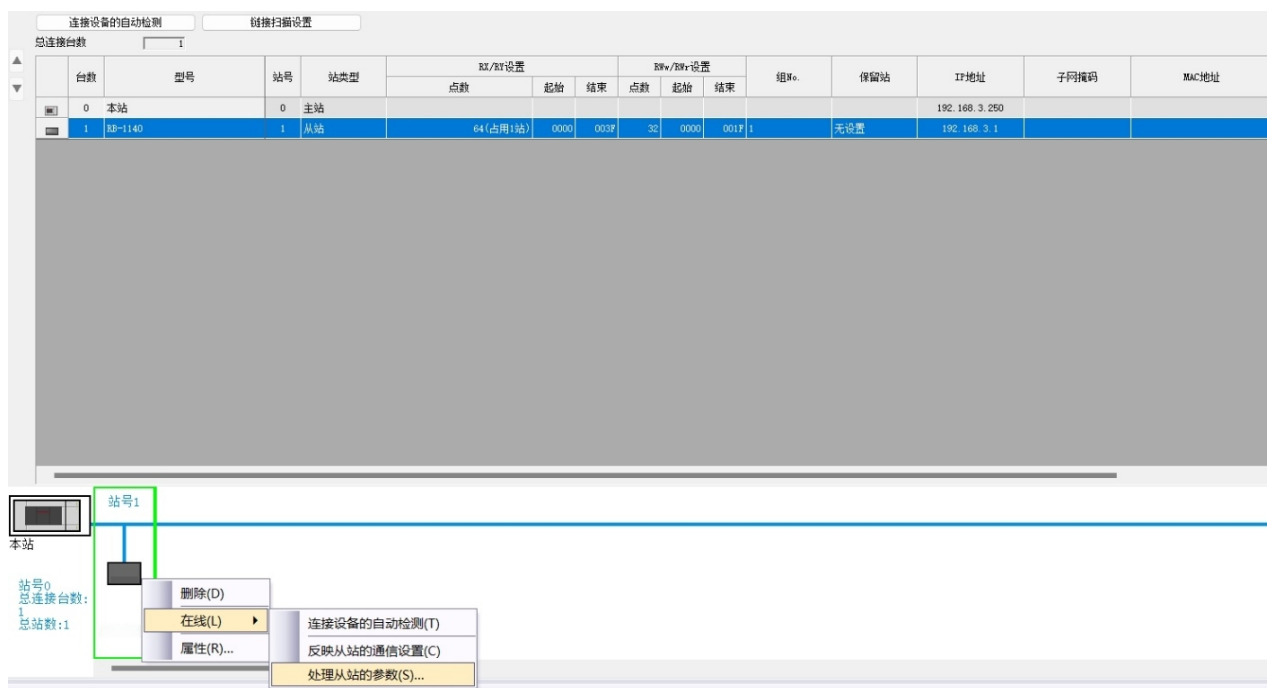 连接设备的自动检测 链接扫描设置
总连接台数 1
台数 型号 站号 站类型 RX/RY设置 RWw/RWr设置 组No. 保留站 IP地址 子网掩码 MAC地址
点数 起始 结束 点数 起始 结束
0 本站 0 主站 192.168.3.250
1 RB-1140 1 从站 64(占用1站) 0000 003F 32 0000 001F 1 无设置 192.168.3.1
站号1
本站
站号0
总连接台数:
1
总站数:1
删除(D)
在线(L)
属性(R)...
连接设备的自动检测(T)
反映从站的通信设置(C)
处理从站的参数(S)...